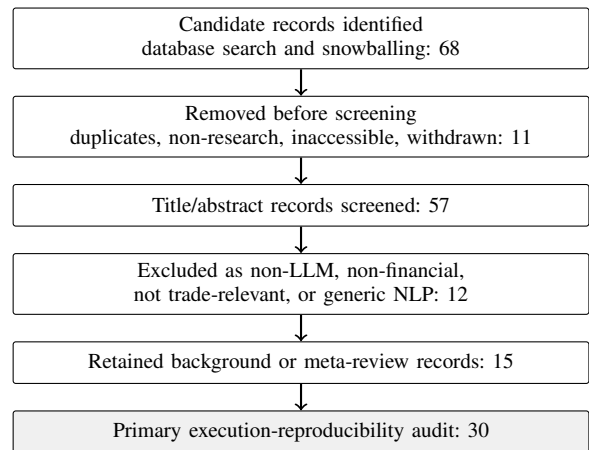 Candidate records identified
database search and snowballing: 68
Removed before screening
duplicates, non-research, inaccessible, withdrawn: 11
Title/abstract records screened: 57
Excluded as non-LLM, non-financial,
not trade-relevant, or generic NLP: 12
Retained background or meta-review records: 15
Primary execution-reproducibility audit: 30